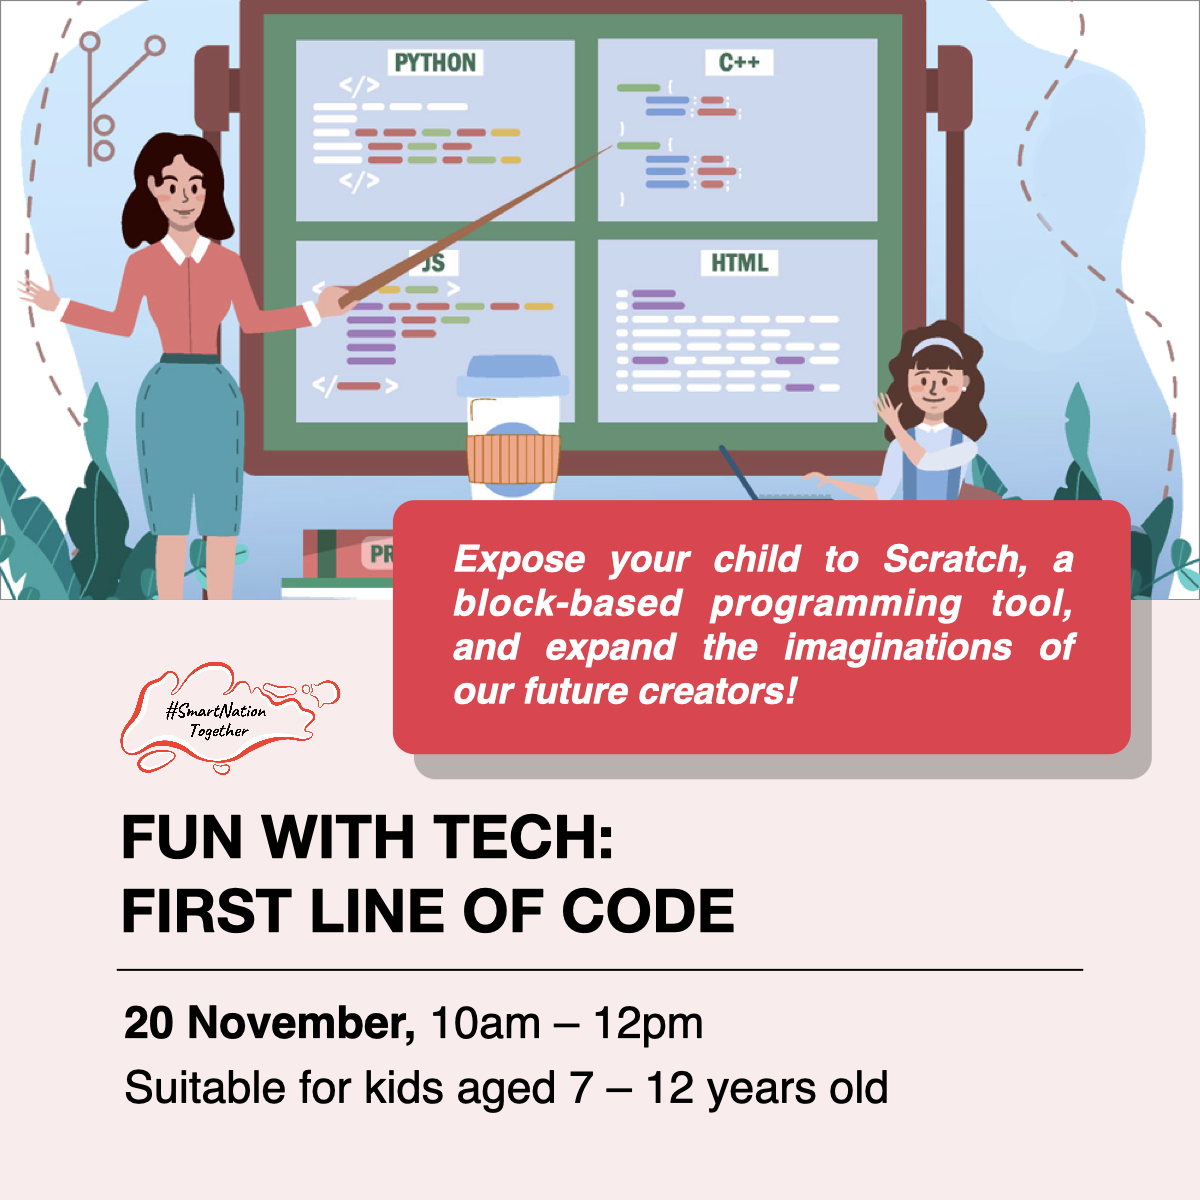 PYTHON
</>
</>
C++
{
}
{
}
JS
< >
</ >
HTML
PR
Expose your child to Scratch, a
block-based programming tool,
and expand the imaginations of
our future creators!
#SmartNation
Together
FUN WITH TECH:
FIRST LINE OF CODE
20 November, 10am – 12pm
Suitable for kids aged 7 – 12 years old